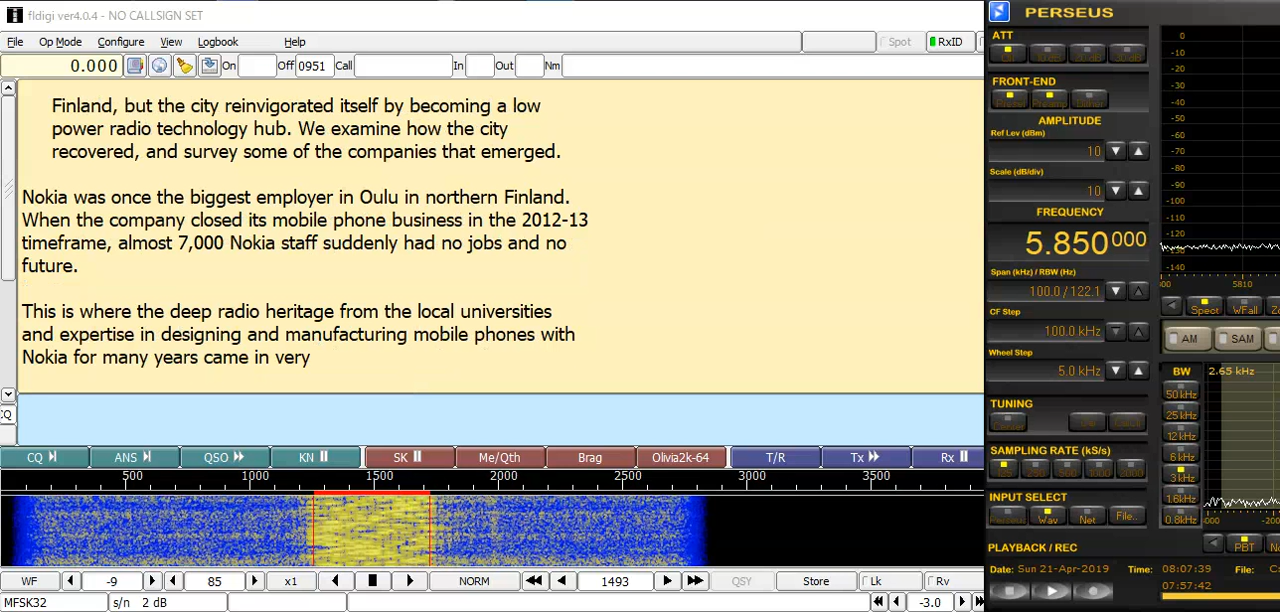 fldigi ver4.0.4 - NO CALLSIGN SET
File Op Mode Configure View Logbook Help Spot RxID
0.000 On Off 0951 Call In Out Nm
Finland, but the city reinvigorated itself by becoming a low
power radio technology hub. We examine how the city
recovered, and survey some of the companies that emerged.
Nokia was once the biggest employer in Oulu in northern Finland.
When the company closed its mobile phone business in the 2012-13
timeframe, almost 7,000 Nokia staff suddenly had no jobs and no
future.
This is where the deep radio heritage from the local universities
and expertise in designing and manufacturing mobile phones with
Nokia for many years came in very
CQ ANS QSO KN SK Me/Qth Brag Olivia2k-64 T/R Tx Rx
500 1000 1500 2000 2500 3000 3500
WF -9 85 x1 NORM 1493 QSY Store Lk Rv
MFSK32 s/n 2 dB -3.0
PERSEUS
ATT
FRONT-END
Preamp
AMPLITUDE
Ref Lev (dBm)
10
Scale (dB/div)
10
FREQUENCY
5.850000
Span (kHz) / RBW (Hz)
100.0 / 122.1
CF Step
100.0 kHz
Wheel Step
5.0 kHz
TUNING
SAMPLING RATE (kS/s)
INPUT SELECT
Perseus Wav Net File..
PLAYBACK / REC
Date: Sun 21-Apr-2019 Time: 08:07:39 File:
07:57:42
0
-10
-20
-30
-40
-50
-60
-70
-80
-90
-100
-110
-120
-130
-140
5810
Spect WFall
AM SAM
BW 2.65 kHz
50 kHz
25 kHz
12 kHz
6 kHz
3 kHz
1.6 kHz
0.8 kHz
PBT